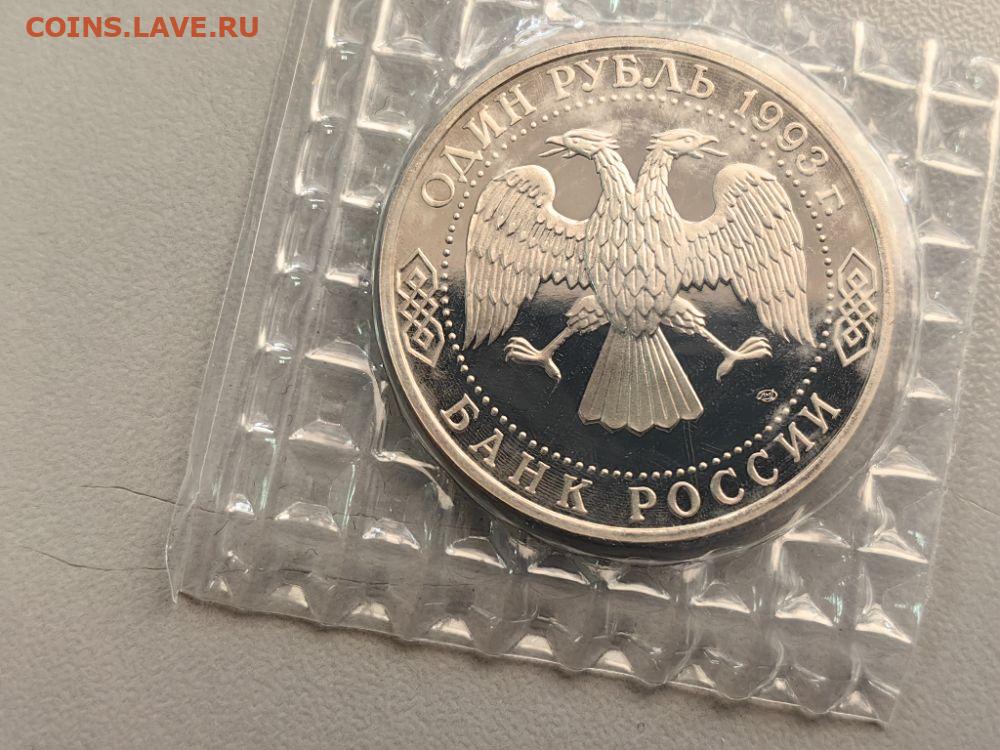 COINS.LAVE.RU
ОДИН РУБЛЬ 1993 г.
БАНК РОССИИ